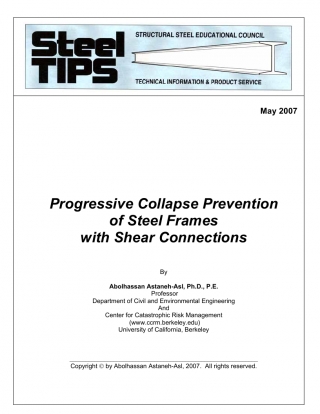 Steel
TIPS
STRUCTURAL STEEL EDUCATIONAL COUNCIL
TECHNICAL INFORMATION & PRODUCT SERVICE
May 2007
Progressive Collapse Prevention
of Steel Frames
with Shear Connections
By
Abolhassan Astaneh-Asl, Ph.D., P.E.
Professor
Department of Civil and Environmental Engineering
And
Center for Catastrophic Risk Management
(www.ccrm.berkeley.edu)
University of California, Berkeley
Copyright © by Abolhassan Astaneh-Asl, 2007. All rights reserved.